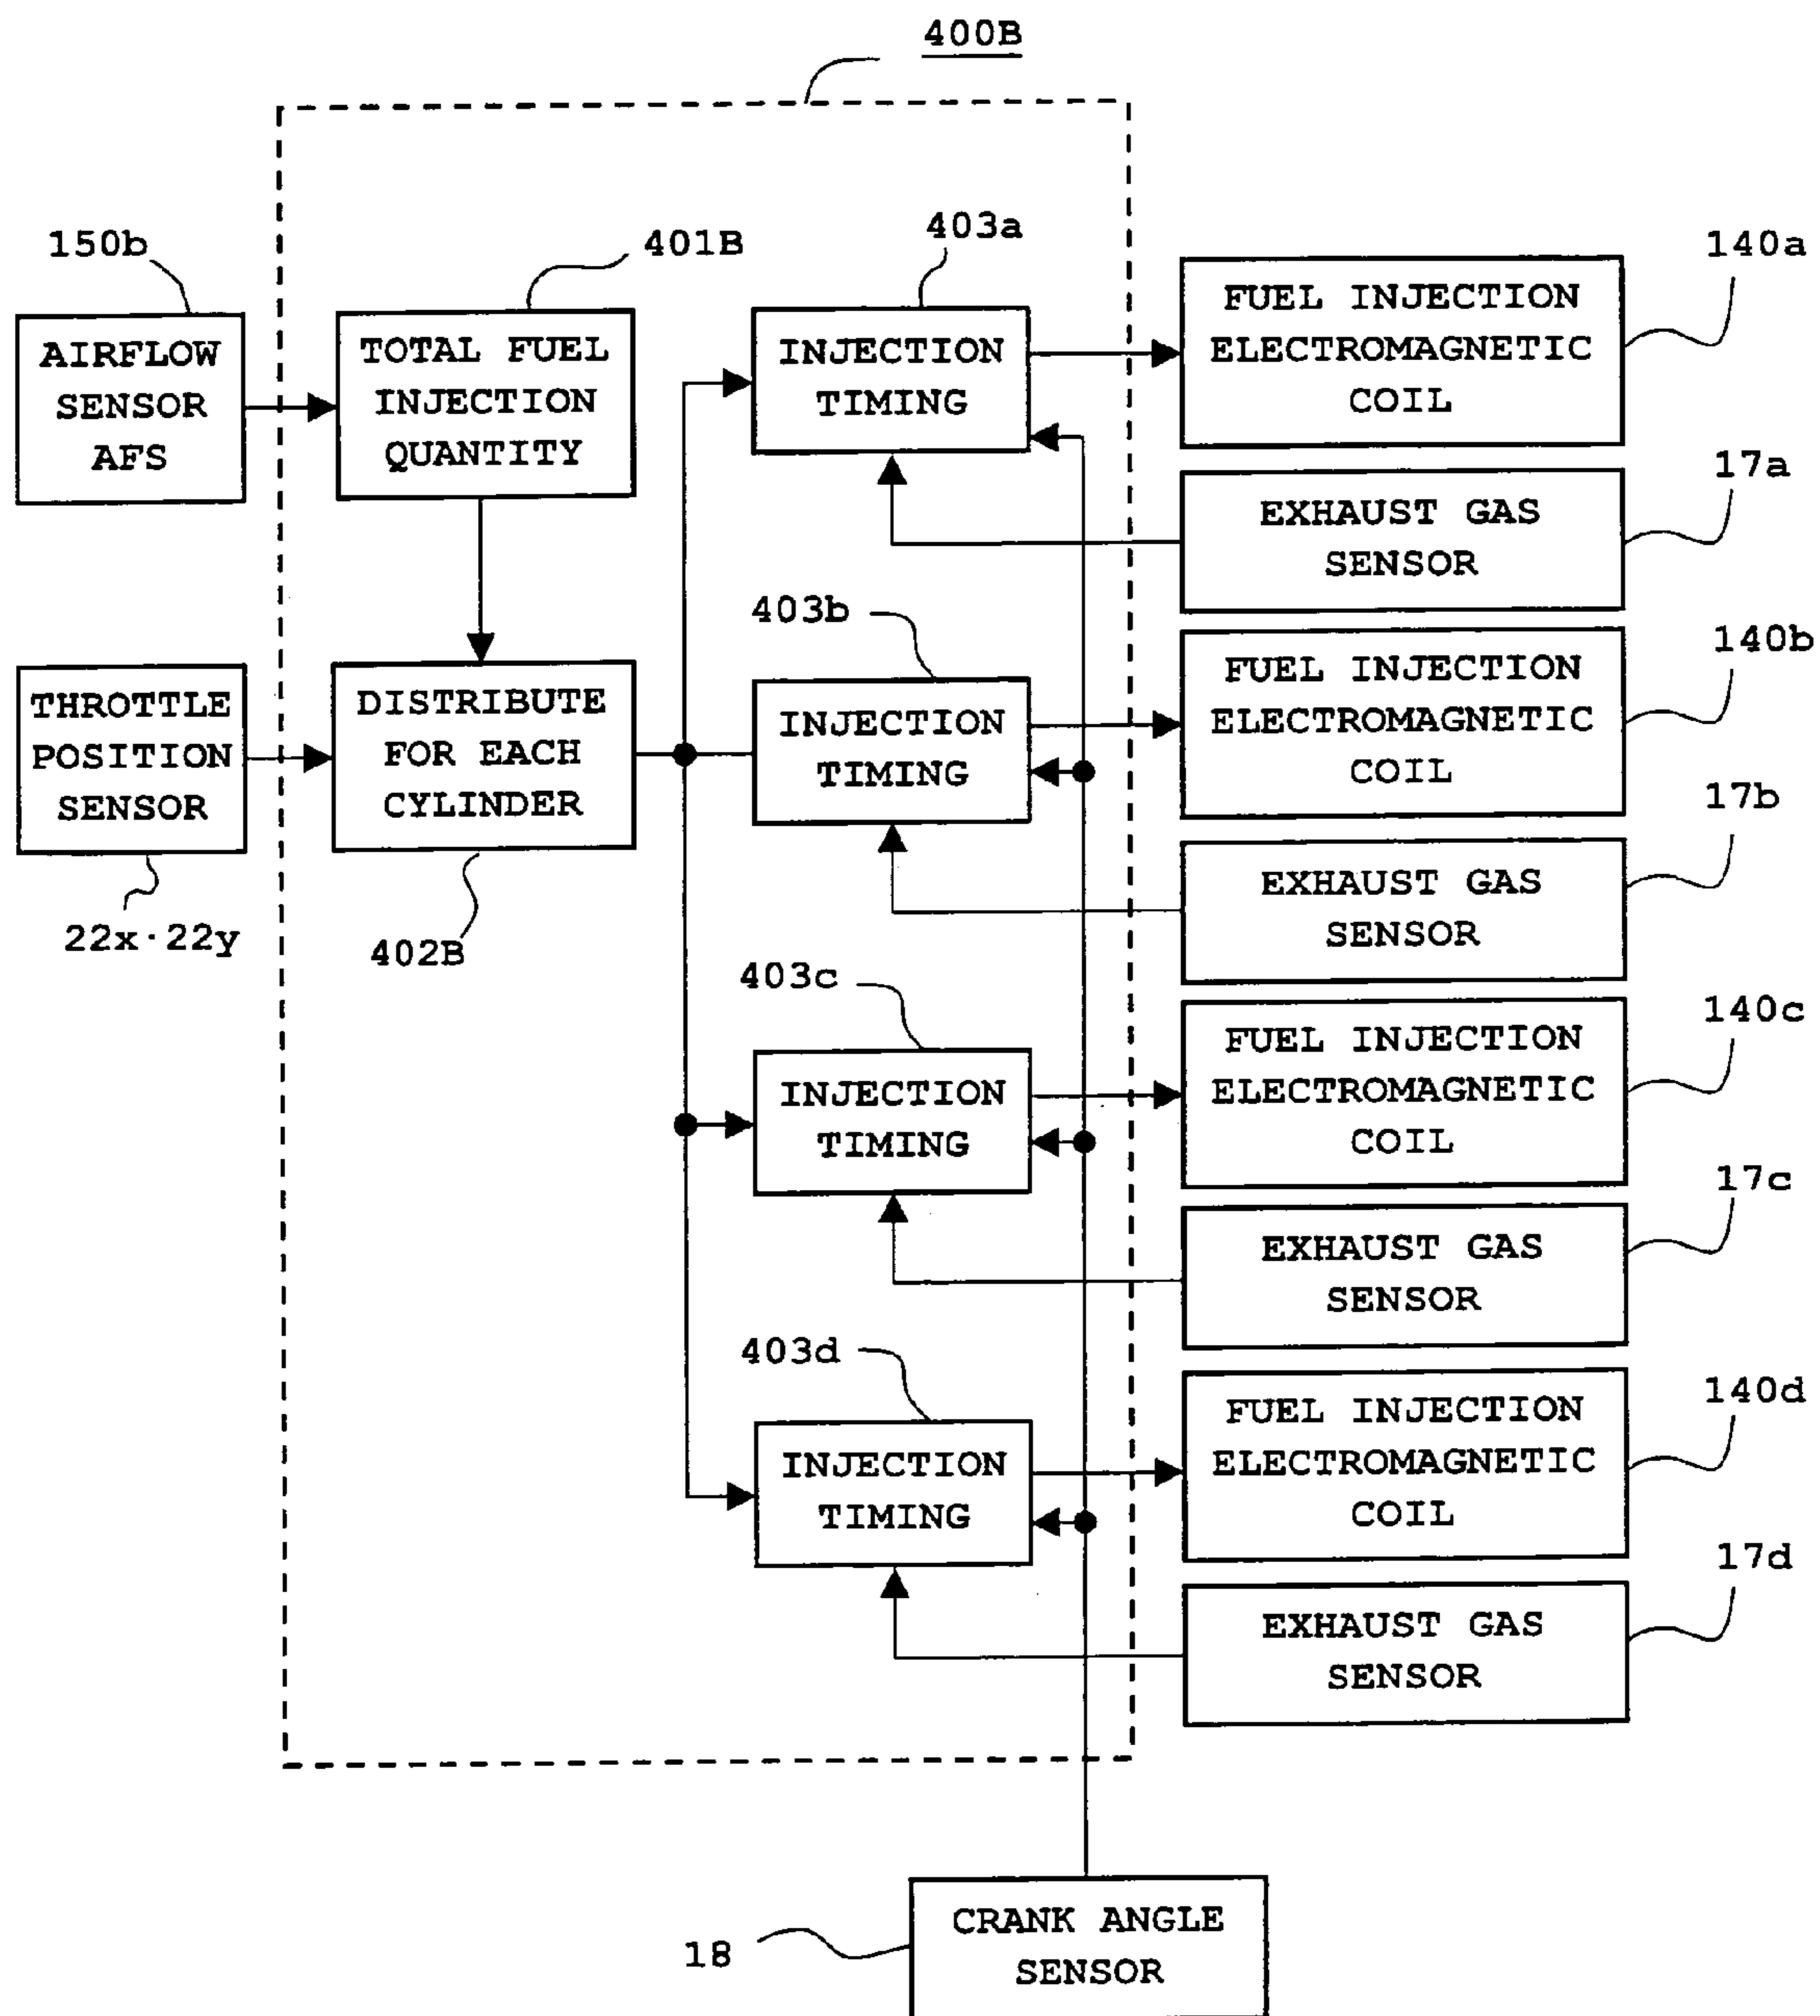 400B
150b
401B
403a
140a
AIRFLOW
SENSOR
AFS
TOTAL FUEL
INJECTION
QUANTITY
INJECTION
TIMING
FUEL INJECTION
ELECTROMAGNETIC
COIL
17a
EXHAUST GAS
SENSOR
403b
140b
THROTTLE
POSITION
SENSOR
DISTRIBUTE
FOR EACH
CYLINDER
INJECTION
TIMING
FUEL INJECTION
ELECTROMAGNETIC
COIL
17b
22x·22y
402B
EXHAUST GAS
SENSOR
403c
140c
INJECTION
TIMING
FUEL INJECTION
ELECTROMAGNETIC
COIL
17c
EXHAUST GAS
SENSOR
403d
140d
INJECTION
TIMING
FUEL INJECTION
ELECTROMAGNETIC
COIL
17d
EXHAUST GAS
SENSOR
18
CRANK ANGLE
SENSOR